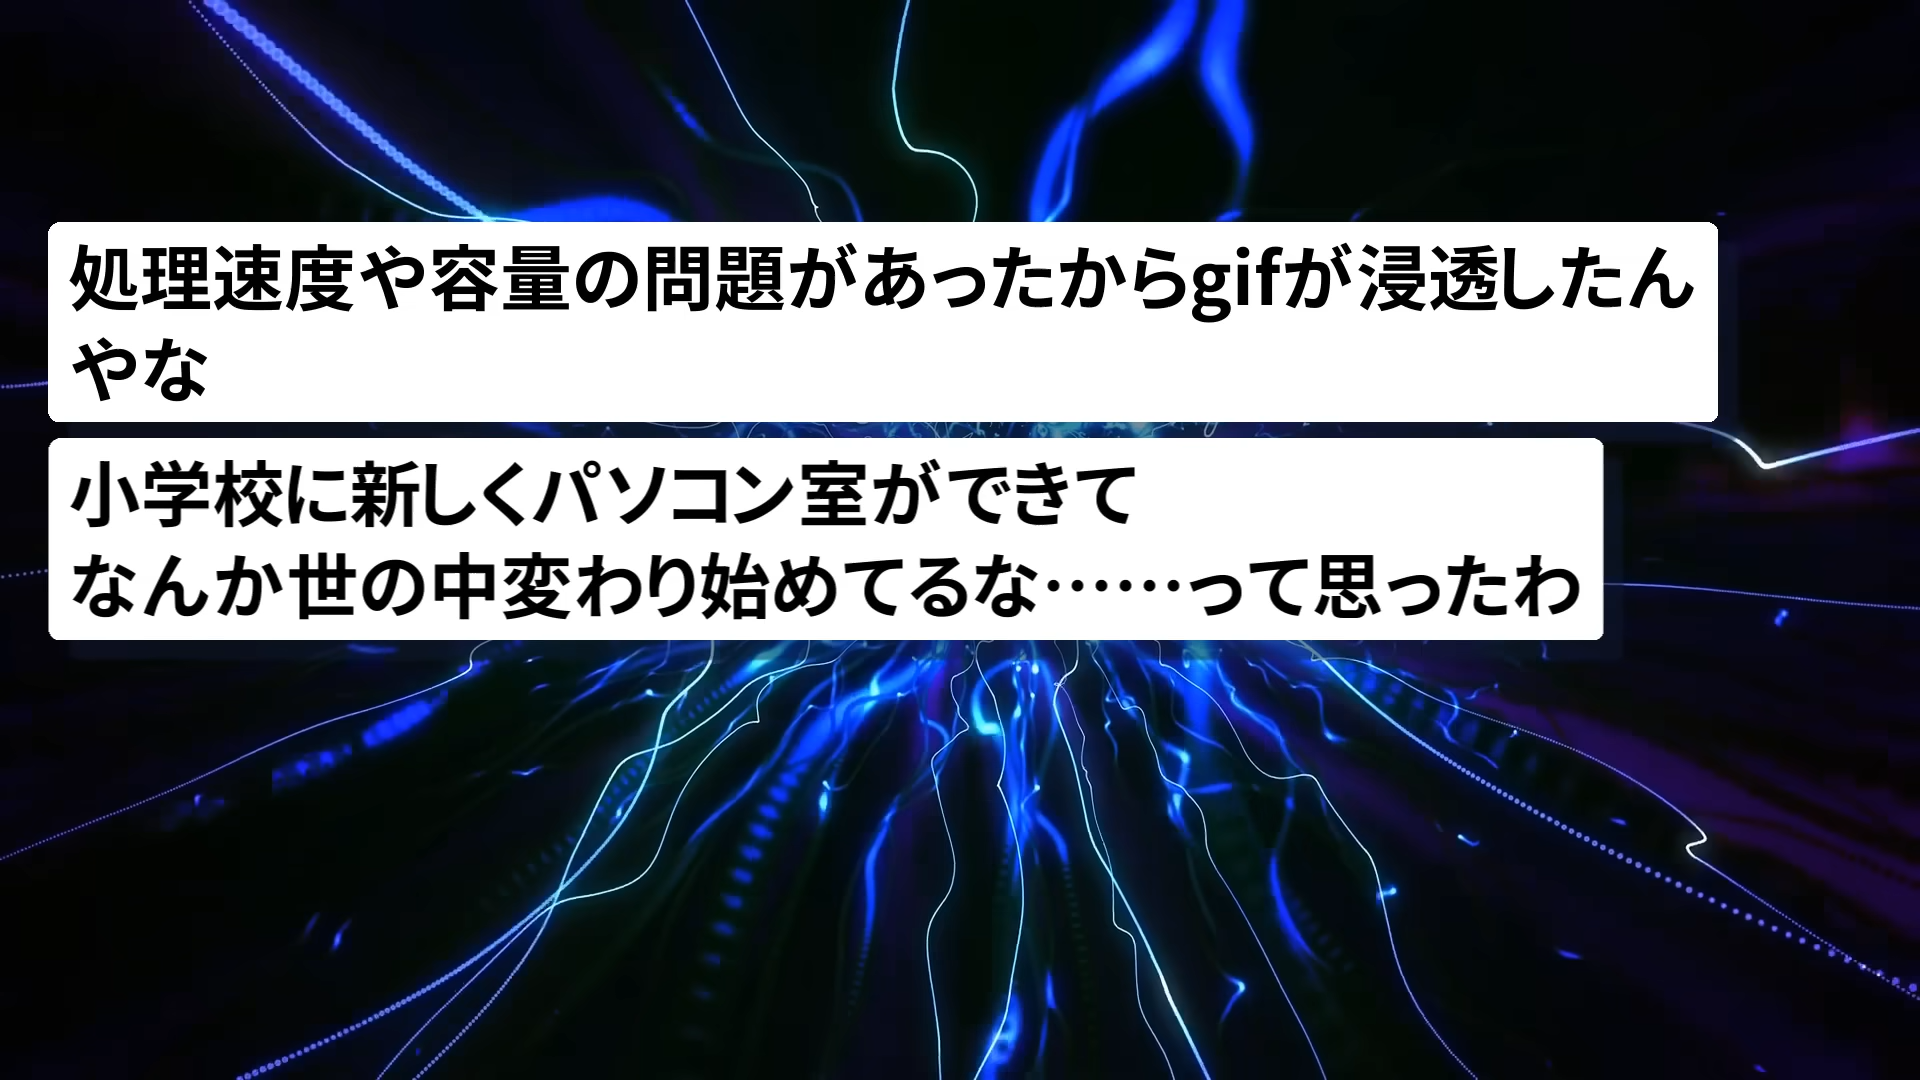 処理速度や容量の問題があったからgifが浸透したん
やな
小学校に新しくパソコン室ができて
なんか世の中変わり始めてるな……って思ったわ